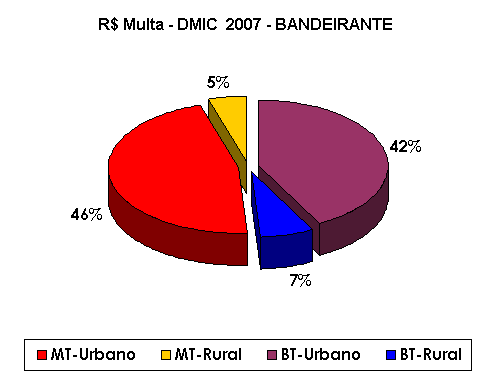 R$ Multa - DMIC  2007 - BANDEIRANTE
5%
42%
46%
7%
MT-Urbano MT-Rural BT-Urbano BT-Rural